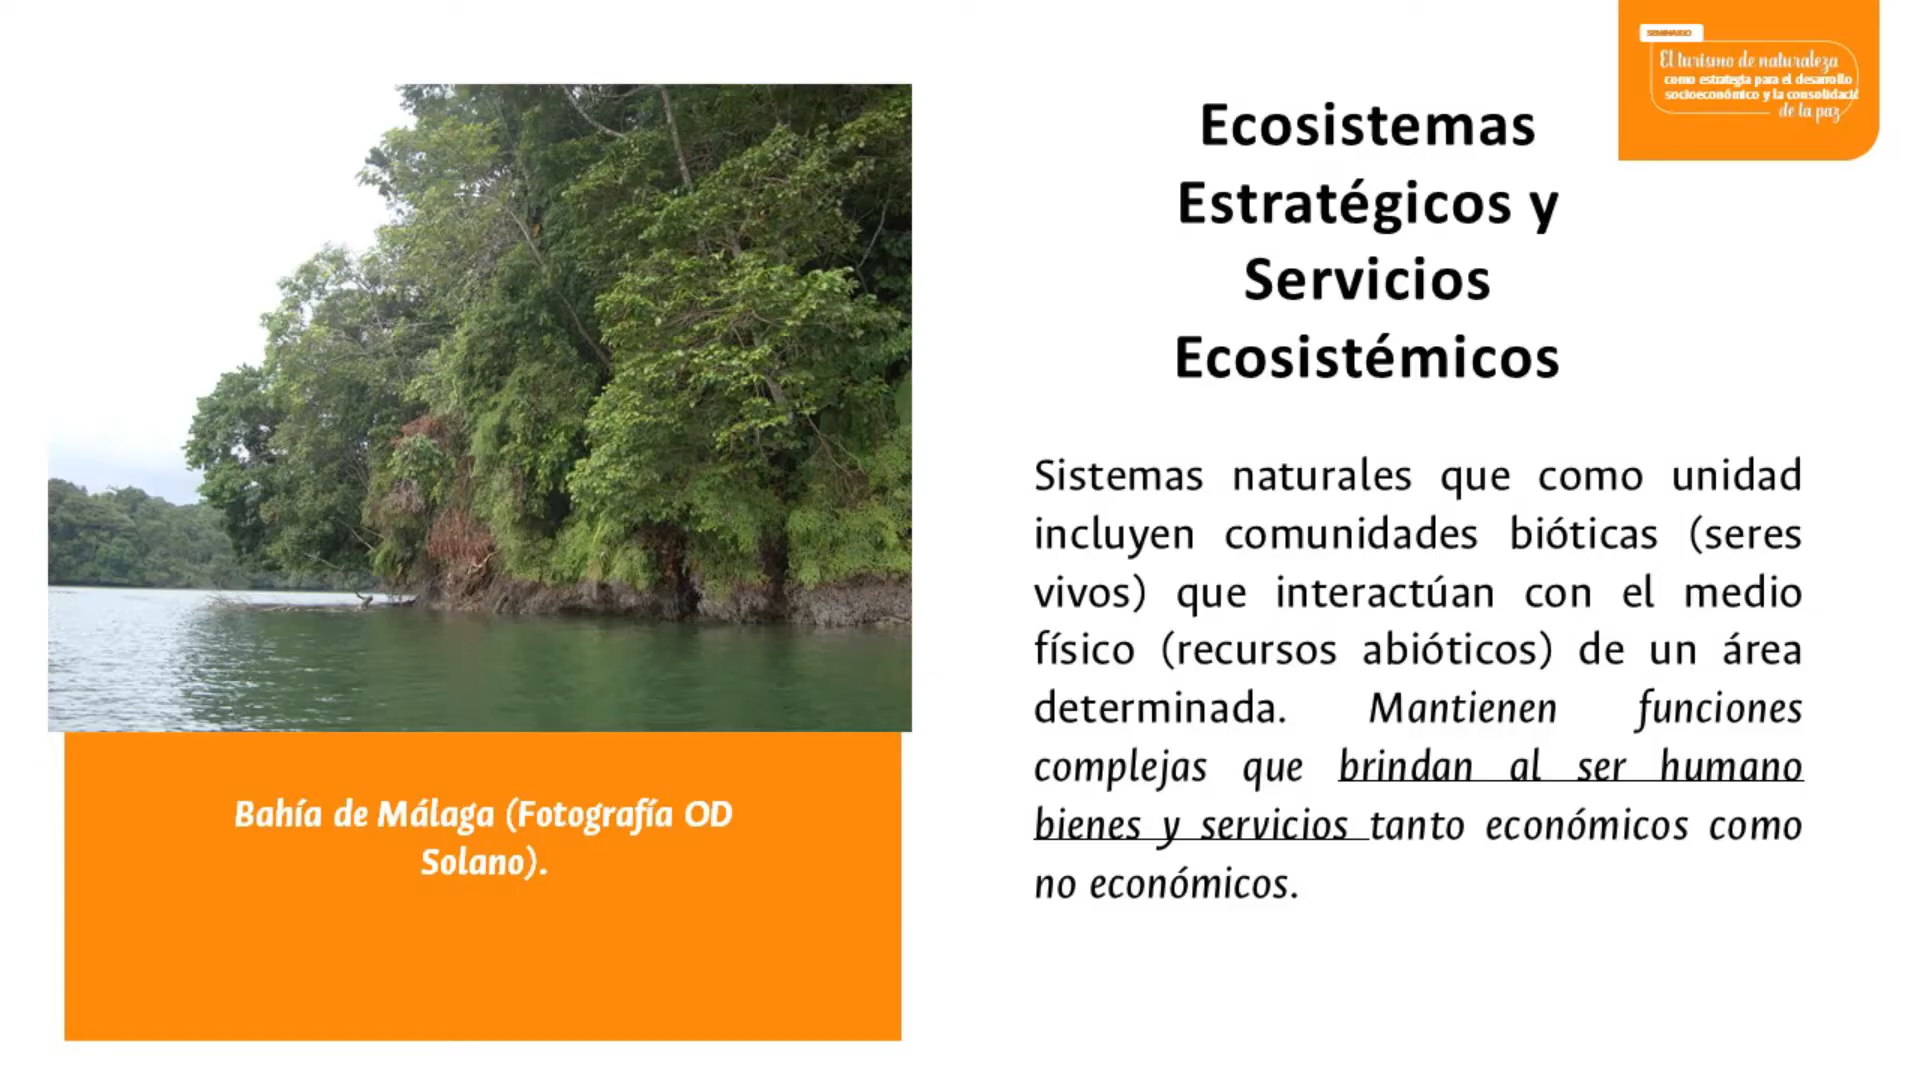 SEMINARIO
El turismo de naturaleza
como estrategia para el desarrollo
socioeconómico y la consolidació
de la paz
Ecosistemas
Estratégicos y
Servicios
Ecosistémicos
Sistemas naturales que como unidad
incluyen comunidades bióticas (seres
vivos) que interactúan con el medio
físico (recursos abióticos) de un área
determinada. Mantienen funciones
complejas que brindan al ser humano
bienes y servicios tanto económicos como
no económicos.
Bahía de Málaga (Fotografía OD
Solano).